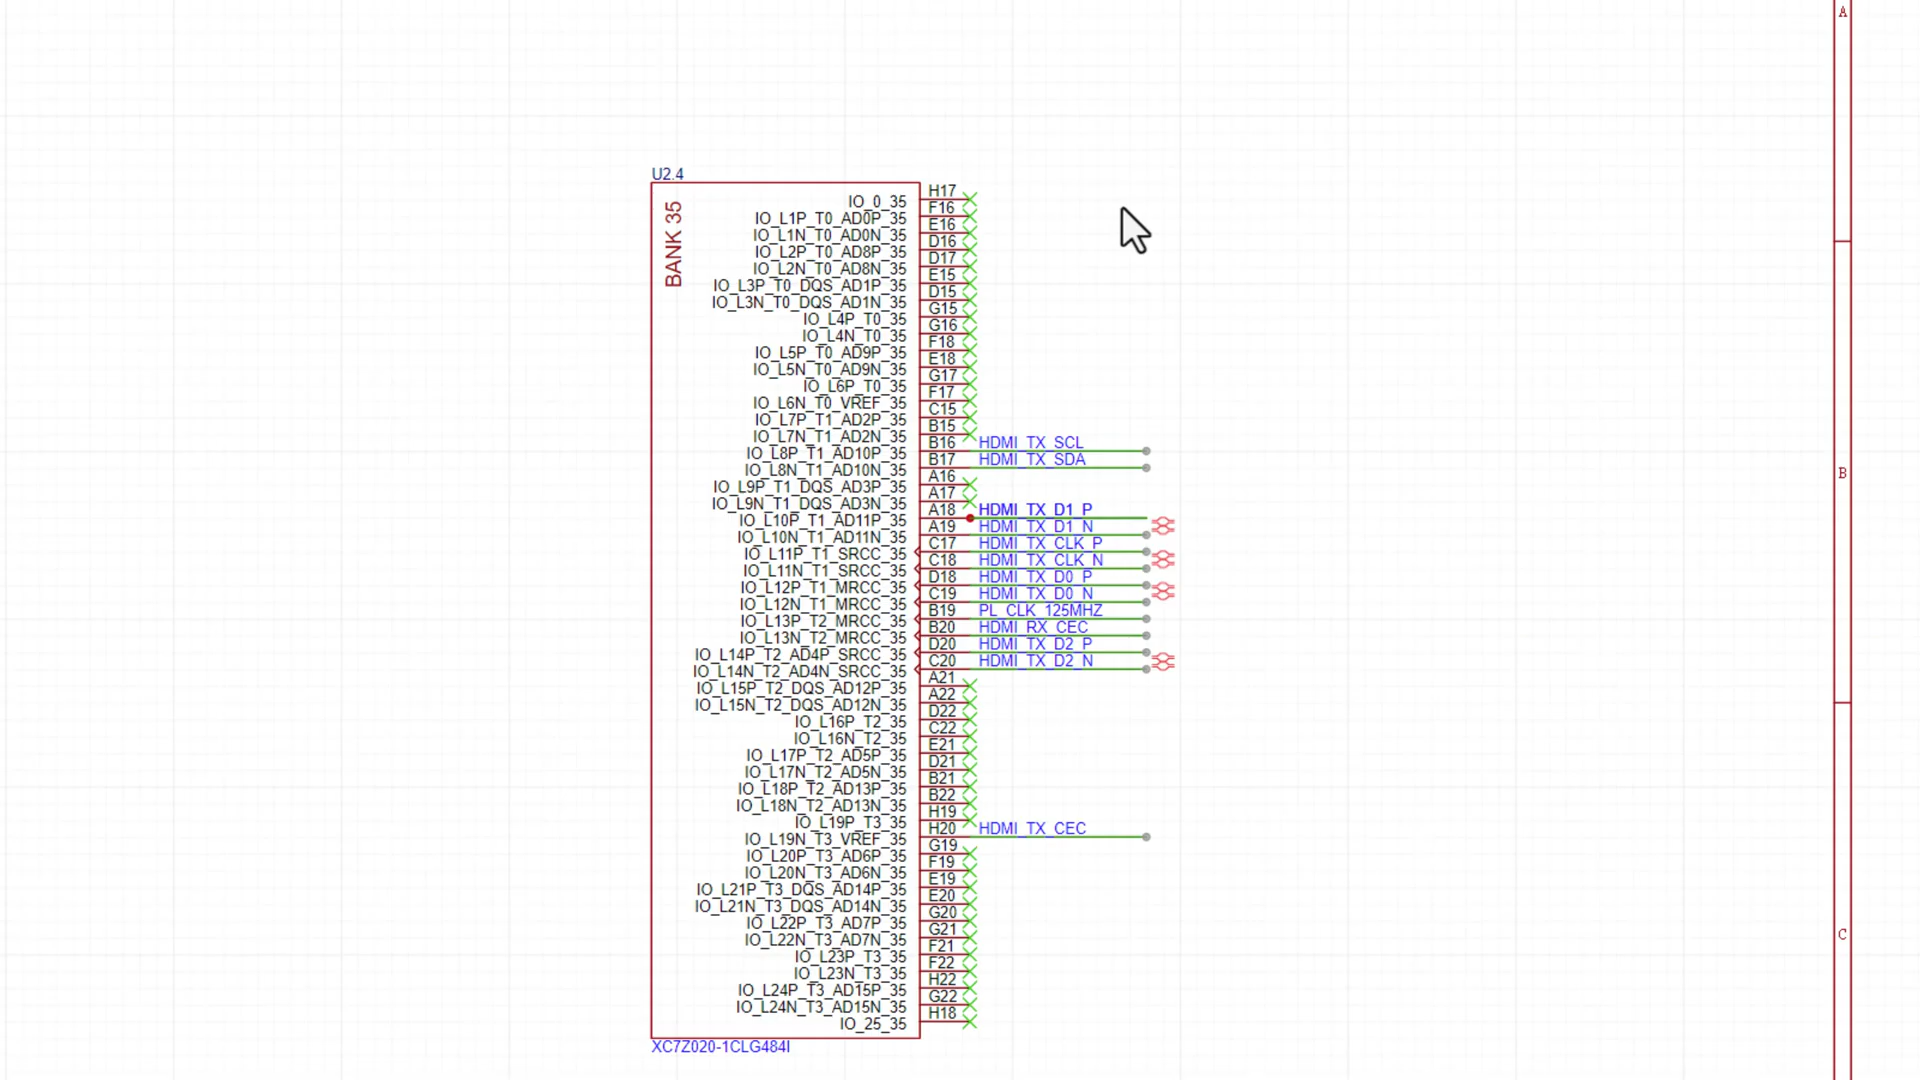 A
U2.4
BANK 35
IO_0_35 H17
IO_L1P_T0_AD0P_35 F16
IO_L1N_T0_AD0N_35 E16
IO_L2P_T0_AD8P_35 D16
IO_L2N_T0_AD8N_35 D17
IO_L3P_T0_DQS_AD1P_35 E15
IO_L3N_T0_DQS_AD1N_35 D15
IO_L4P_T0_35 G15
IO_L4N_T0_35 G16
IO_L5P_T0_AD9P_35 F18
IO_L5N_T0_AD9N_35 E18
IO_L6P_T0_35 G17
IO_L6N_T0_VREF_35 F17
IO_L7P_T1_AD2P_35 C15
IO_L7N_T1_AD2N_35 B15
IO_L8P_T1_AD10P_35 B16 HDMI_TX_SCL
IO_L8N_T1_AD10N_35 B17 HDMI_TX_SDA
B
IO_L9P_T1_DQS_AD3P_35 A16
IO_L9N_T1_DQS_AD3N_35 A17
IO_L10P_T1_AD11P_35 A18 HDMI_TX_D1_P
IO_L10N_T1_AD11N_35 A19 HDMI_TX_D1_N
IO_L11P_T1_SRCC_35 C17 HDMI_TX_CLK_P
IO_L11N_T1_SRCC_35 C18 HDMI_TX_CLK_N
IO_L12P_T1_MRCC_35 D18 HDMI_TX_D0_P
IO_L12N_T1_MRCC_35 C19 HDMI_TX_D0_N
IO_L13P_T2_MRCC_35 B19 PL_CLK_125MHZ
IO_L13N_T2_MRCC_35 B20 HDMI_RX_CEC
IO_L14P_T2_AD4P_SRCC_35 D20 HDMI_TX_D2_P
IO_L14N_T2_AD4N_SRCC_35 C20 HDMI_TX_D2_N
IO_L15P_T2_DQS_AD12P_35 A21
IO_L15N_T2_DQS_AD12N_35 A22
IO_L16P_T2_35 D22
IO_L16N_T2_35 C22
IO_L17P_T2_AD5P_35 E21
IO_L17N_T2_AD5N_35 D21
IO_L18P_T2_AD13P_35 B21
IO_L18N_T2_AD13N_35 B22
IO_L19P_T3_35 H19
IO_L19N_T3_VREF_35 H20 HDMI_TX_CEC
IO_L20P_T3_AD6P_35 G19
IO_L20N_T3_AD6N_35 F19
IO_L21P_T3_DQS_AD14P_35 E19
IO_L21N_T3_DQS_AD14N_35 E20
IO_L22P_T3_AD7P_35 G20
IO_L22N_T3_AD7N_35 G21
C
IO_L23P_T3_35 F21
IO_L23N_T3_35 F22
IO_L24P_T3_AD15P_35 H22
IO_L24N_T3_AD15N_35 G22
IO_25_35 H18
XC7Z020-1CLG484I